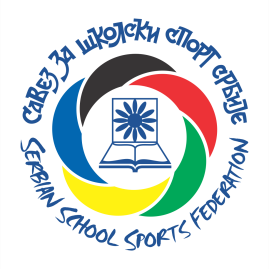 САВЕЗ ЗА ШКОЛСКИ СПОРТ СРБИЈЕ
SERBIAN SCHOOL SPORTS FEDERATION